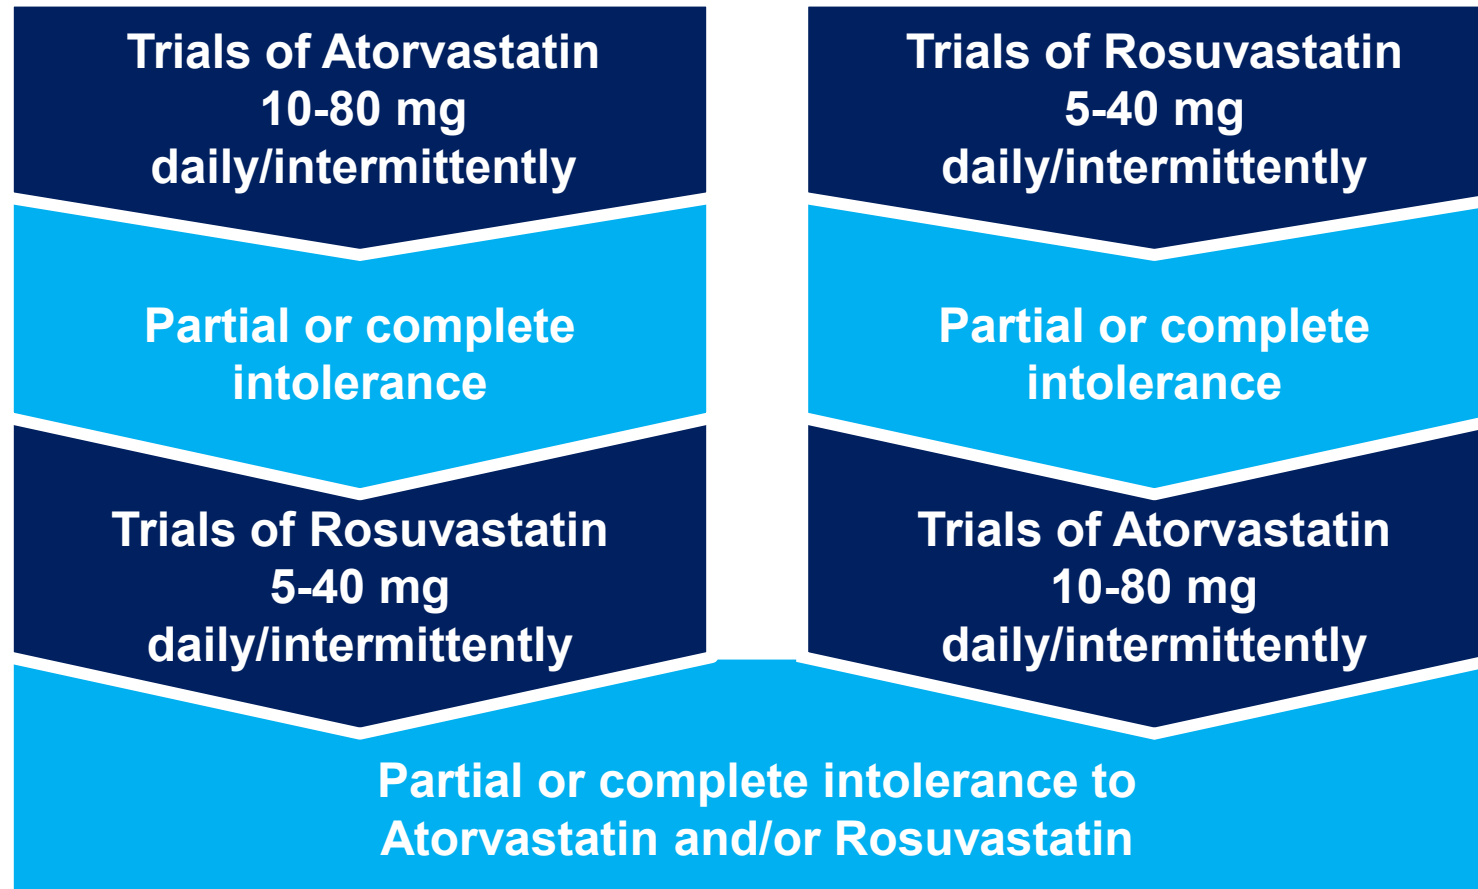 Trials of Atorvastatin
10-80 mg
daily/intermittently
Partial or complete
intolerance
Trials of Rosuvastatin
5-40 mg
daily/intermittently
Trials of Rosuvastatin
5-40 mg
daily/intermittently
Partial or complete
intolerance
Trials of Atorvastatin
10-80 mg
daily/intermittently
Partial or complete intolerance to
Atorvastatin and/or Rosuvastatin